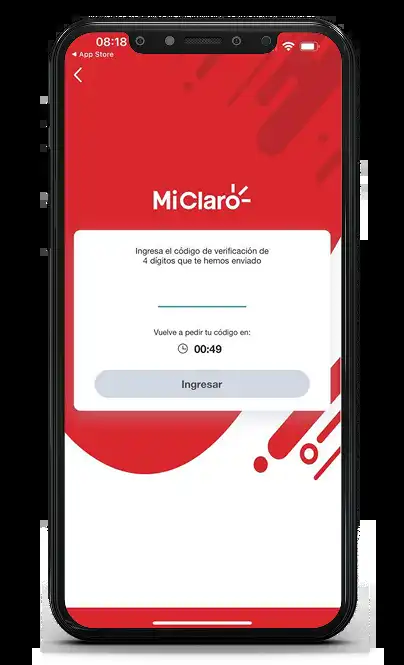 08:18
◀ App Store
MiClaro
Ingresa el código de verificación de
4 dígitos que te hemos enviado
Vuelve a pedir tu código en:
00:49
Ingresar